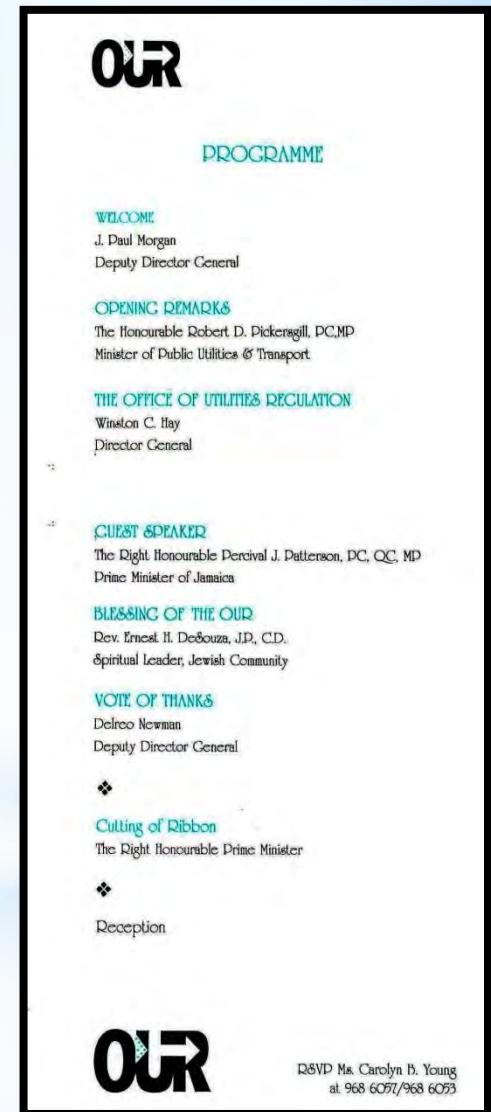 OUR
PROGRAMME
WELCOME
J. Paul Morgan
Deputy Director General
OPENING REMARKS
The Honourable Robert D. Pickersgill, PC,MP
Minister of Public Utilities & Transport
THE OFFICE OF UTILITIES REGULATION
Winston C. Hay
Director General
GUEST SPEAKER
The Right Honourable Percival J. Patterson, PC, QC, MP
Prime Minister of Jamaica
BLESSING OF THE OUR
Rev. Ernest H. DeSouza, J.P., C.D.
Spiritual Leader, Jewish Community
VOTE OF THANKS
Delreo Newman
Deputy Director General
Cutting of Ribbon
The Right Honourable Prime Minister
Reception
OUR
RSVP Ms. Carolyn B. Young
at 968 6057/968 6053